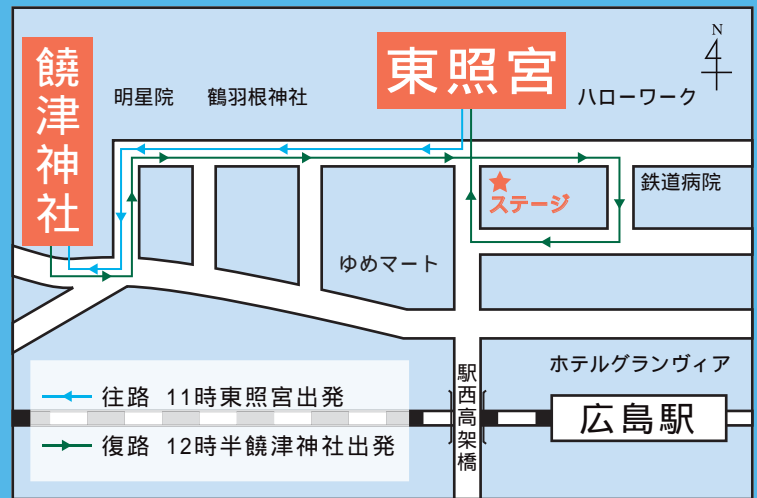 饒津神社
明星院
鶴羽根神社
東照宮
ハローワーク
N
鉄道病院
ステージ
ゆめマート
ホテルグランヴィア
駅西高架橋
広島駅
往路 11時東照宮出発
復路 12時半饒津神社出発